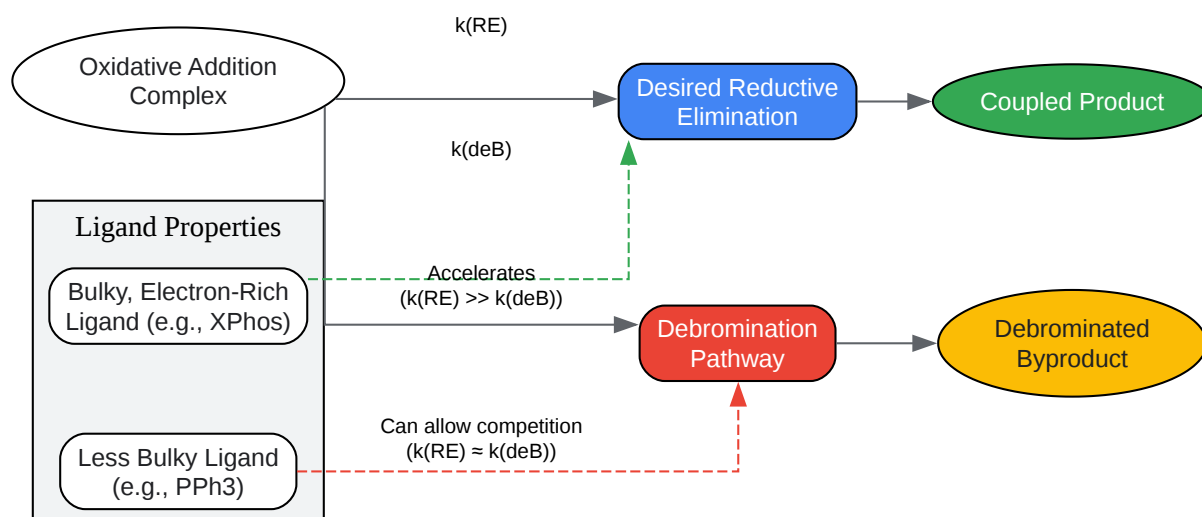 k(RE)
Oxidative Addition
Complex
Desired Reductive
Elimination
Coupled Product
k(deB)
Ligand Properties
Bulky, Electron-Rich
Ligand (e.g., XPhos)
Accelerates
(k(RE) >> k(deB))
Debromination
Pathway
Debrominated
Byproduct
Less Bulky Ligand
(e.g., PPh3)
Can allow competition
(k(RE) ≈ k(deB))